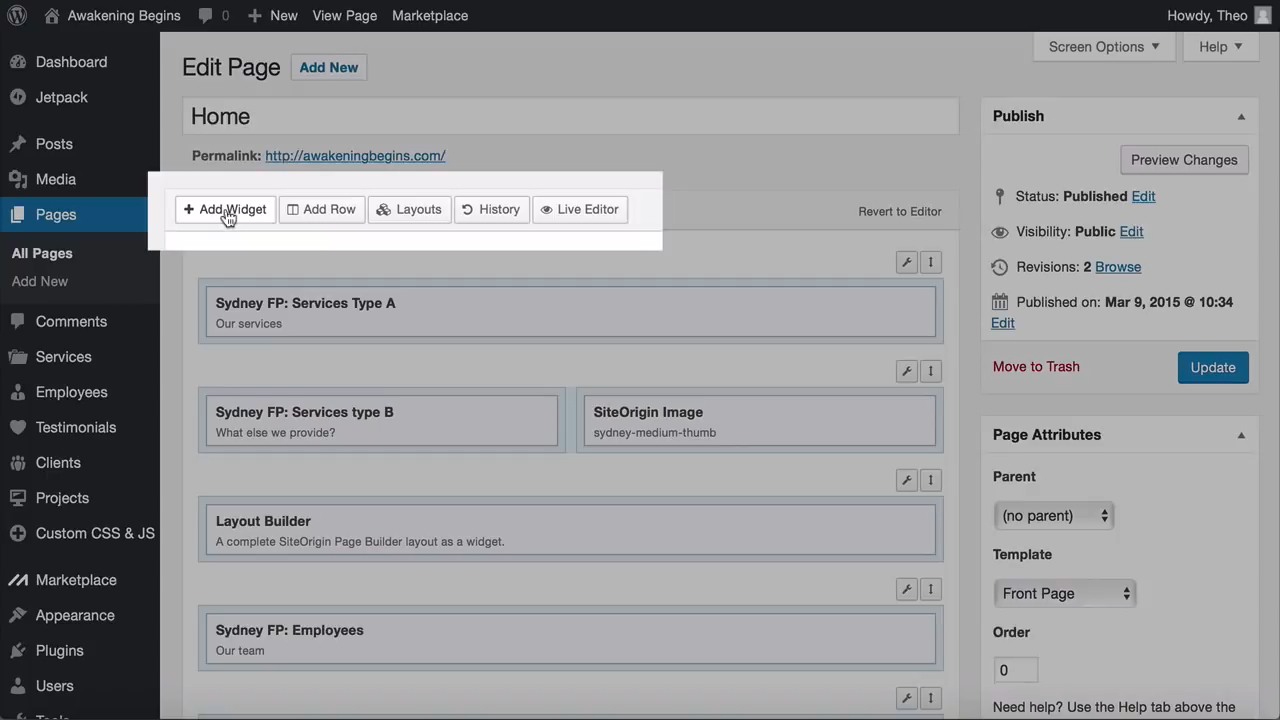 Awakening Begins 0 New View Page Marketplace Howdy, Theo
Screen Options Help
Dashboard
Jetpack
Posts
Media
Pages
All Pages
Add New
Comments
Services
Employees
Testimonials
Clients
Projects
Custom CSS & JS
Marketplace
Appearance
Plugins
Users
Edit Page Add New
Home
Permalink: http://awakeningbegins.com/
Add Widget Add Row Layouts History Live Editor Revert to Editor
Sydney FP: Services Type A
Our services
Sydney FP: Services type B
What else we provide?
SiteOrigin Image
sydney-medium-thumb
Layout Builder
A complete SiteOrigin Page Builder layout as a widget.
Sydney FP: Employees
Our team
Publish
Preview Changes
Status: Published Edit
Visibility: Public Edit
Revisions: 2 Browse
Published on: Mar 9, 2015 @ 10:34
Edit
Move to Trash Update
Page Attributes
Parent
(no parent)
Template
Front Page
Order
0
Need help? Use the Help tab above the